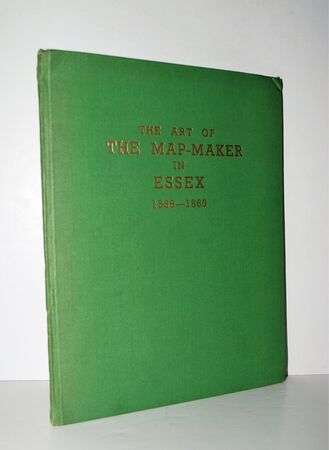 THE ART OF
THE MAP-MAKER
IN
ESSEX
1566—1860